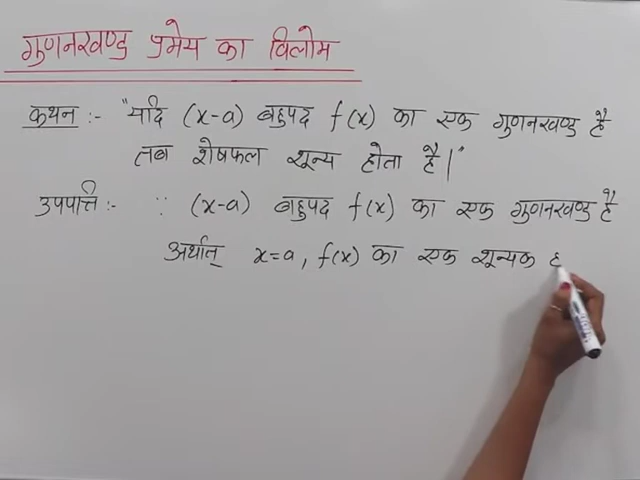 गुणनखण्ड प्रमेय का विलोम
कथन :- "यदि (x-a) बहुपद f(x) का एक गुणनखण्ड है
तब शेषफल शून्य होता है।"
उपपत्ति :- ∵ (x-a) बहुपद f(x) का एक गुणनखण्ड है
अर्थात् x=a, f(x) का एक शून्यक